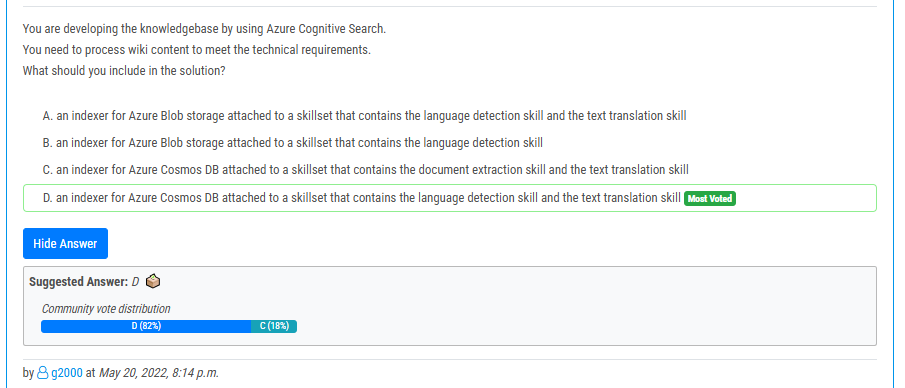 You are developing the knowledgebase by using Azure Cognitive Search.
You need to process wiki content to meet the technical requirements.
What should you include in the solution?
A. an indexer for Azure Blob storage attached to a skillset that contains the language detection skill and the text translation skill
B. an indexer for Azure Blob storage attached to a skillset that contains the language detection skill
C. an indexer for Azure Cosmos DB attached to a skillset that contains the document extraction skill and the text translation skill
D. an indexer for Azure Cosmos DB attached to a skillset that contains the language detection skill and the text translation skill Most Voted
Hide Answer
Suggested Answer: D
Community vote distribution
D (82%) C (18%)
by g2000 at May 20, 2022, 8:14 p.m.